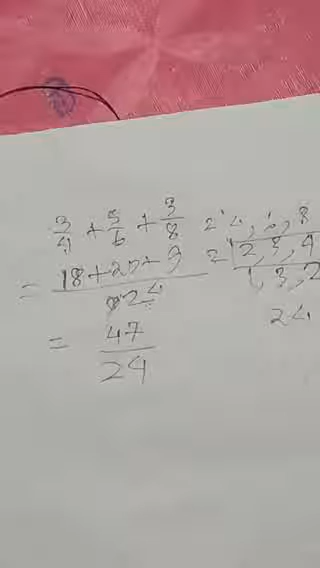 3/4 + 5/6 + 3/8
2 4, 6, 8
= 18+20+9 / 24
2 2, 3, 4
1, 3, 2
= 47/24
24